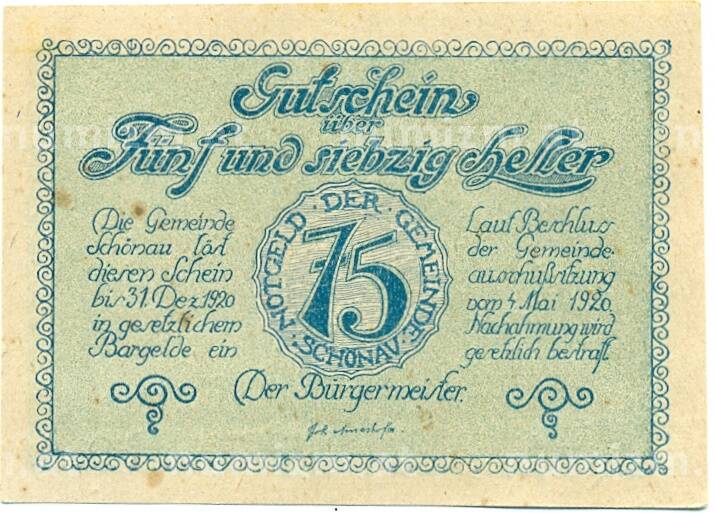 Gutschein
über
Fünf und siebzig Heller
Die Gemeinde
Schönau löst
diesen Schein
bis 31. Dez. 1920
in gesetzlichem
Bargelde ein
NOTGELD · DER · GEMEINDE · SCHÖNAU ·
75
Laut Beschluss
der Gemeinde-
ausschußsitzung
vom 4. Mai 1920.
Nachahmung wird
gesetzlich bestraft.
Der Bürgermeister.
Joh.